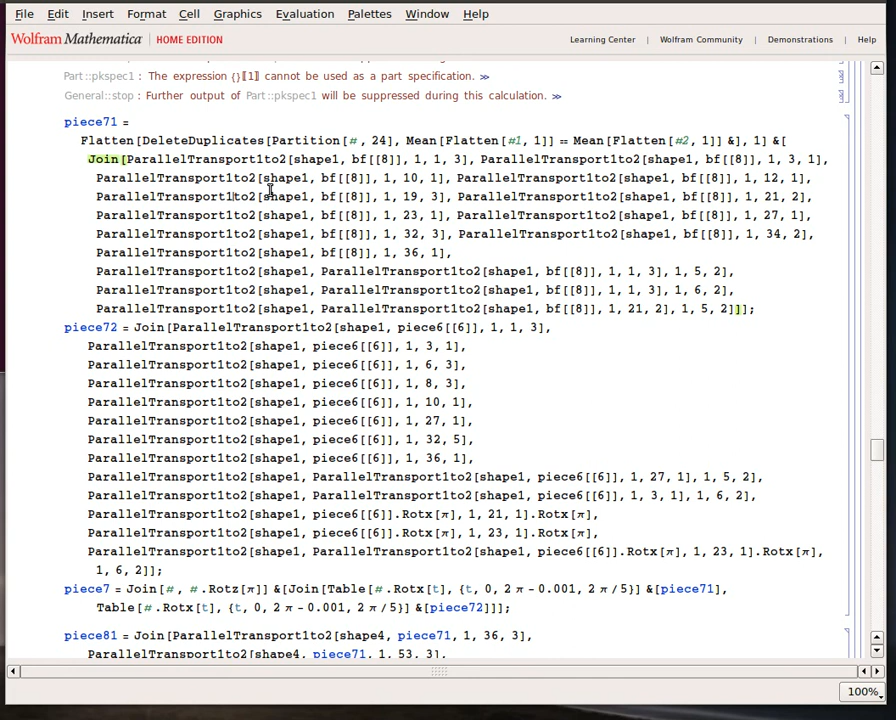 File Edit Insert Format Cell Graphics Evaluation Palettes Window Help
Wolfram Mathematica | HOME EDITION Learning Center | Wolfram Community | Demonstrations | Help
Part::pkspec1 : The expression {}〚1〛 cannot be used as a part specification. ≫
General::stop : Further output of Part::pkspec1 will be suppressed during this calculation. ≫
piece71 =
Flatten[DeleteDuplicates[Partition[#, 24], Mean[Flatten[#1, 1]] == Mean[Flatten[#2, 1]] &], 1] &[
Join[ParallelTransport1to2[shape1, bf[[8]], 1, 1, 3], ParallelTransport1to2[shape1, bf[[8]], 1, 3, 1],
ParallelTransport1to2[shape1, bf[[8]], 1, 10, 1], ParallelTransport1to2[shape1, bf[[8]], 1, 12, 1],
ParallelTransport1to2[shape1, bf[[8]], 1, 19, 3], ParallelTransport1to2[shape1, bf[[8]], 1, 21, 2],
ParallelTransport1to2[shape1, bf[[8]], 1, 23, 1], ParallelTransport1to2[shape1, bf[[8]], 1, 27, 1],
ParallelTransport1to2[shape1, bf[[8]], 1, 32, 3], ParallelTransport1to2[shape1, bf[[8]], 1, 34, 2],
ParallelTransport1to2[shape1, bf[[8]], 1, 36, 1],
ParallelTransport1to2[shape1, ParallelTransport1to2[shape1, bf[[8]], 1, 1, 3], 1, 5, 2],
ParallelTransport1to2[shape1, ParallelTransport1to2[shape1, bf[[8]], 1, 1, 3], 1, 6, 2],
ParallelTransport1to2[shape1, ParallelTransport1to2[shape1, bf[[8]], 1, 21, 2], 1, 5, 2]]];
piece72 = Join[ParallelTransport1to2[shape1, piece6[[6]], 1, 1, 3],
ParallelTransport1to2[shape1, piece6[[6]], 1, 3, 1],
ParallelTransport1to2[shape1, piece6[[6]], 1, 6, 3],
ParallelTransport1to2[shape1, piece6[[6]], 1, 8, 3],
ParallelTransport1to2[shape1, piece6[[6]], 1, 10, 1],
ParallelTransport1to2[shape1, piece6[[6]], 1, 27, 1],
ParallelTransport1to2[shape1, piece6[[6]], 1, 32, 5],
ParallelTransport1to2[shape1, piece6[[6]], 1, 36, 1],
ParallelTransport1to2[shape1, ParallelTransport1to2[shape1, piece6[[6]], 1, 27, 1], 1, 5, 2],
ParallelTransport1to2[shape1, ParallelTransport1to2[shape1, piece6[[6]], 1, 3, 1], 1, 6, 2],
ParallelTransport1to2[shape1, piece6[[6]].Rotx[π], 1, 21, 1].Rotx[π],
ParallelTransport1to2[shape1, piece6[[6]].Rotx[π], 1, 23, 1].Rotx[π],
ParallelTransport1to2[shape1, ParallelTransport1to2[shape1, piece6[[6]].Rotx[π], 1, 23, 1].Rotx[π],
1, 6, 2]];
piece7 = Join[#, #.Rotz[π]] &[Join[Table[#.Rotx[t], {t, 0, 2 π - 0.001, 2 π / 5}] &[piece71],
Table[#.Rotx[t], {t, 0, 2 π - 0.001, 2 π / 5}] &[piece72]]];
piece81 = Join[ParallelTransport1to2[shape4, piece71, 1, 36, 3],
ParallelTransport1to2[shape4, piece71, 1, 53, 3],
100%